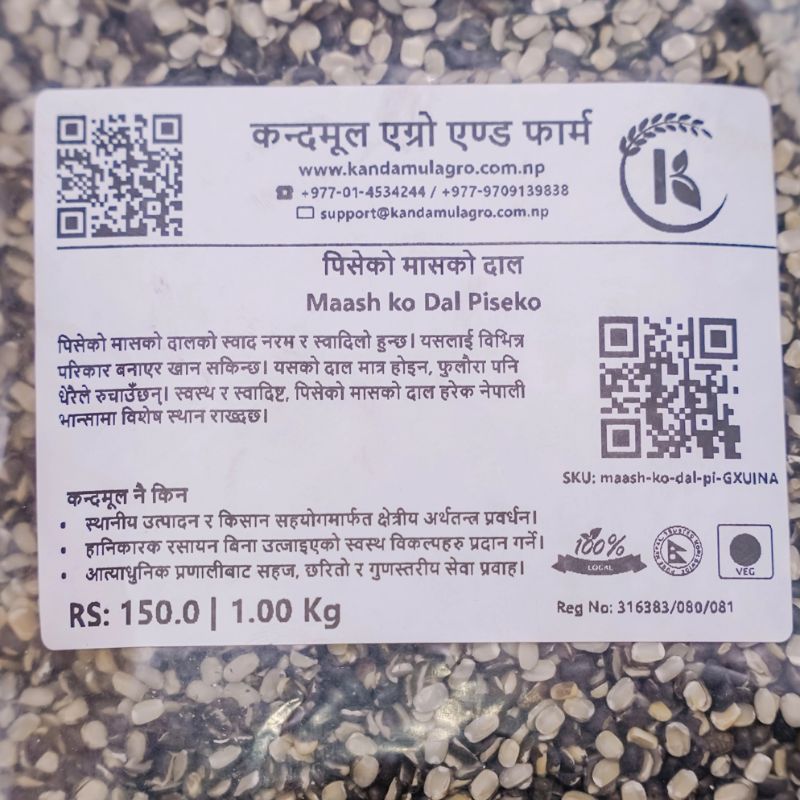 कन्दमूल एग्रो एण्ड फार्म
www.kandamulagro.com.np
+977-01-4534244 / +977-9709139838
support@kandamulagro.com.np
पिसेको मासको दाल
Maash ko Dal Piseko
पिसेको मासको दालको स्वाद नरम र स्वादिलो हुन्छ। यसलाई विभिन्न
परिकार बनाएर खान सकिन्छ। यसको दाल मात्र होइन, फुलौरा पनि
धेरैले रुचाउँछन्। स्वस्थ र स्वादिष्ट, पिसेको मासको दाल हरेक नेपाली
भान्सामा विशेष स्थान राख्दछ।
SKU: maash-ko-dal-pi-GXUINA
कन्दमूल नै किन
• स्थानीय उत्पादन र किसान सहयोगमार्फत क्षेत्रीय अर्थतन्त्र प्रवर्धन।
• हानिकारक रसायन बिना उत्जाइएको स्वस्थ विकल्पहरु प्रदान गर्ने।
• आत्याधुनिक प्रणालीबाट सहज, छरितो र गुणस्तरीय सेवा प्रवाह।
100%
LOCAL
VEG
RS: 150.0 | 1.00 Kg
Reg No: 316383/080/081